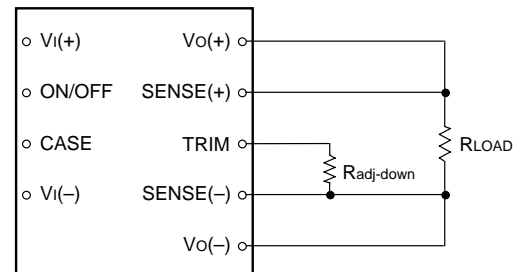 VI(+) VO(+)
ON/OFF SENSE(+)
CASE TRIM RLOAD
Radj-down
VI(–) SENSE(–)
VO(–)